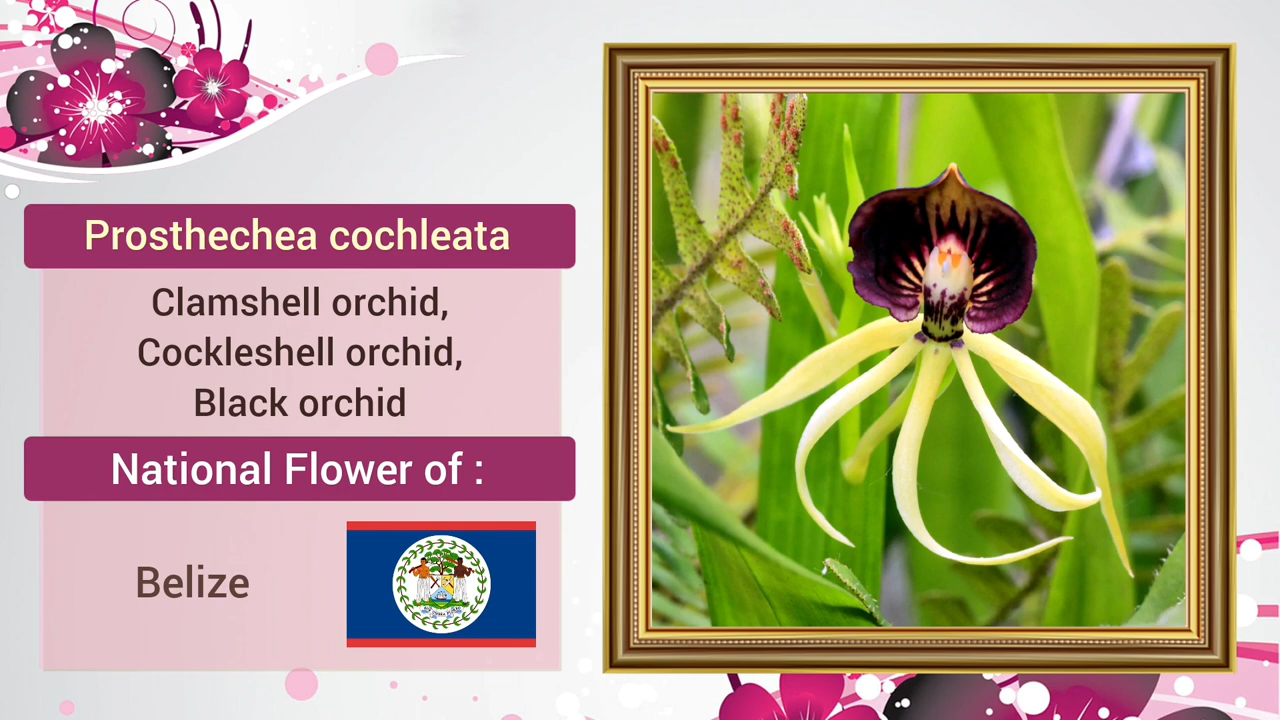 Prosthechea cochleata
Clamshell orchid,
Cockleshell orchid,
Black orchid
National Flower of :
Belize